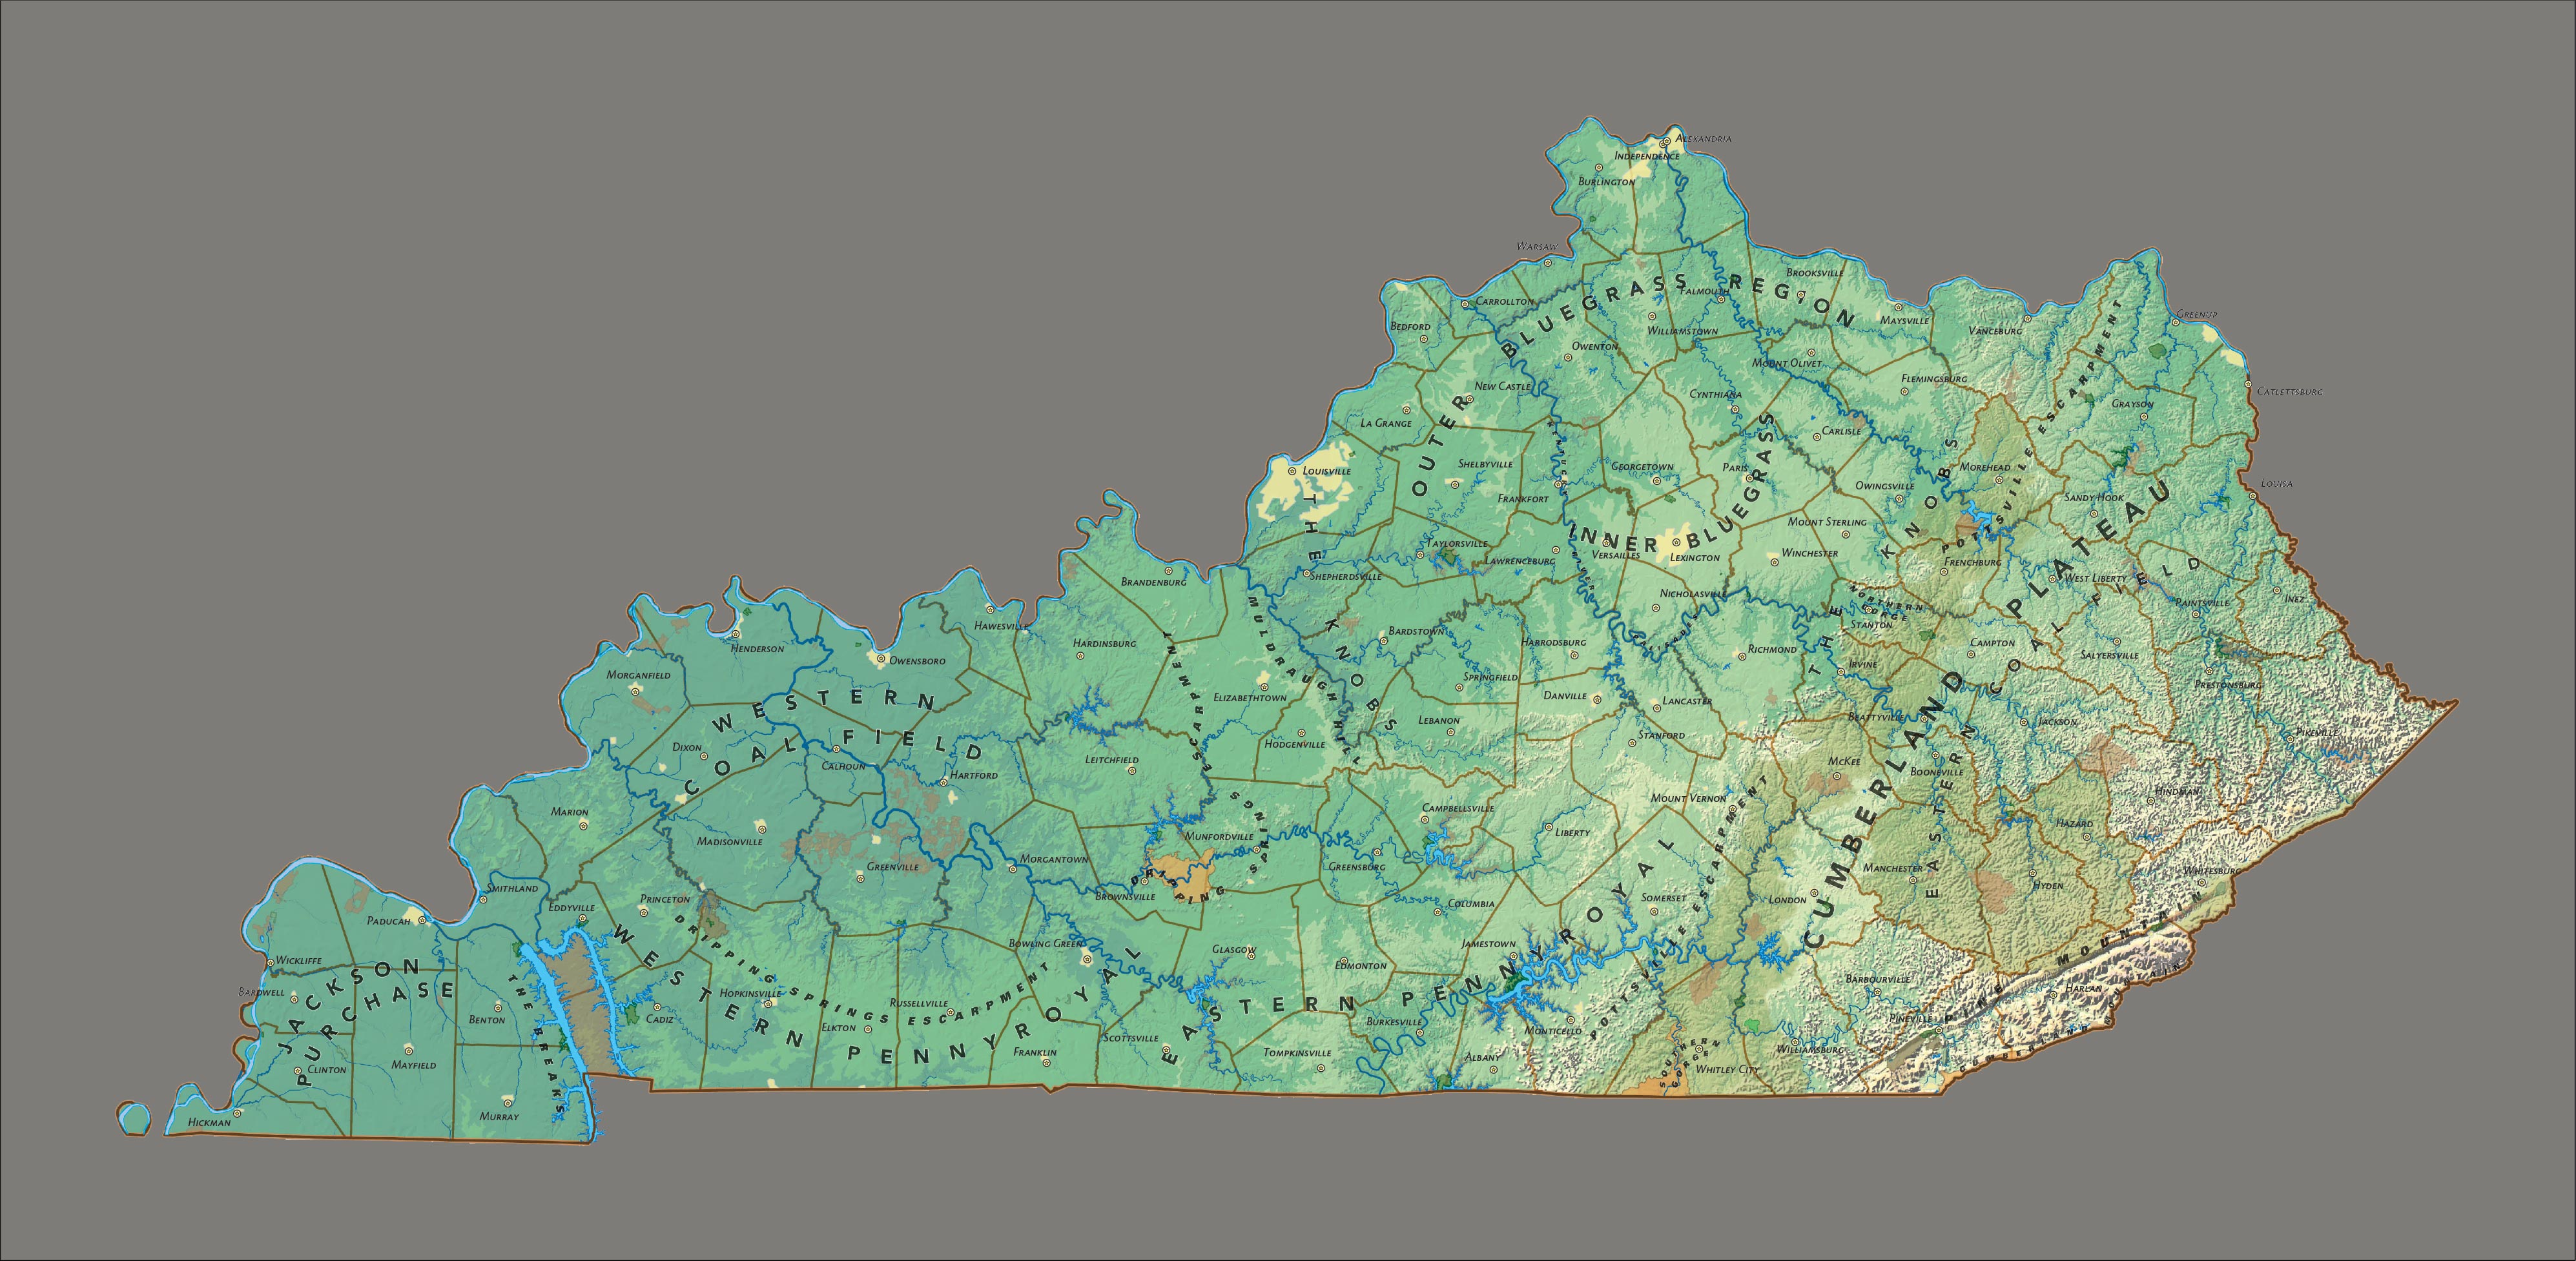 Alexandria
Independence
Burlington
Warsaw
Brooksville
OUTER BLUEGRASS REGION
Falmouth
Carrollton
Maysville
Vanceburg
Greenup
Bedford
Williamstown
Owenton
Mount Olivet
New Castle
Flemingsburg
Catlettsburg
Cynthiana
Grayson
La Grange
Carlisle
Louisville
Shelbyville
Georgetown
Paris
Morehead
Owingsville
Frankfort
Sandy Hook
Louisa
POTTSVILLE ESCARPMENT
THE KNOBS
Mount Sterling
INNER BLUEGRASS
KENTUCKY RIVER PALISADES
Taylorsville
Lawrenceburg
Versailles
Lexington
Winchester
Frenchburg
Shepherdsville
West Liberty
Brandenburg
Nicholasville
NORTHERN GORGE
Stanton
Paintsville
Inez
Hawesville
Henderson
Owensboro
Hardinsburg
Bardstown
Harrodsburg
Richmond
Campton
Salyersville
THE KNOBS
Irvine
Morganfield
Elizabethtown
MULDRAUGH HILL
Springfield
Danville
Lancaster
Prestonsburg
WESTERN
COAL FIELD
Lebanon
Beattyville
Jackson
Dixon
Calhoun
Hartford
Leitchfield
Hodgenville
Stanford
McKee
Booneville
Pikeville
CUMBERLAND PLATEAU
EASTERN COAL FIELD
Hindman
Marion
Madisonville
Greenville
Morgantown
Munfordville
Campbellsville
Mount Vernon
Liberty
Greensburg
Hazard
Manchester
Hyden
Whitesburg
Smithland
Princeton
Brownsville
DRIPPING SPRINGS ESCARPMENT
Columbia
Somerset
London
Paducah
Eddyville
Bowling Green
Jamestown
Glasgow
Edmonton
Wickliffe
JACKSON
PURCHASE
Bardwell
Benton
THE BREAKS
Cadiz
Hopkinsville
Russellville
DRIPPING SPRINGS ESCARPMENT
Elkton
WESTERN PENNYROYAL
Scottsville
EASTERN PENNYROYAL
Burkesville
Monticello
POTTSVILLE ESCARPMENT
Barbourville
PINE MOUNTAIN
Harlan
Pineville
CUMBERLAND MOUNTAIN
Williamsburg
Mayfield
Clinton
Franklin
Tompkinsville
Albany
SOUTHERN GORGE
Whitley City
Hickman
Murray